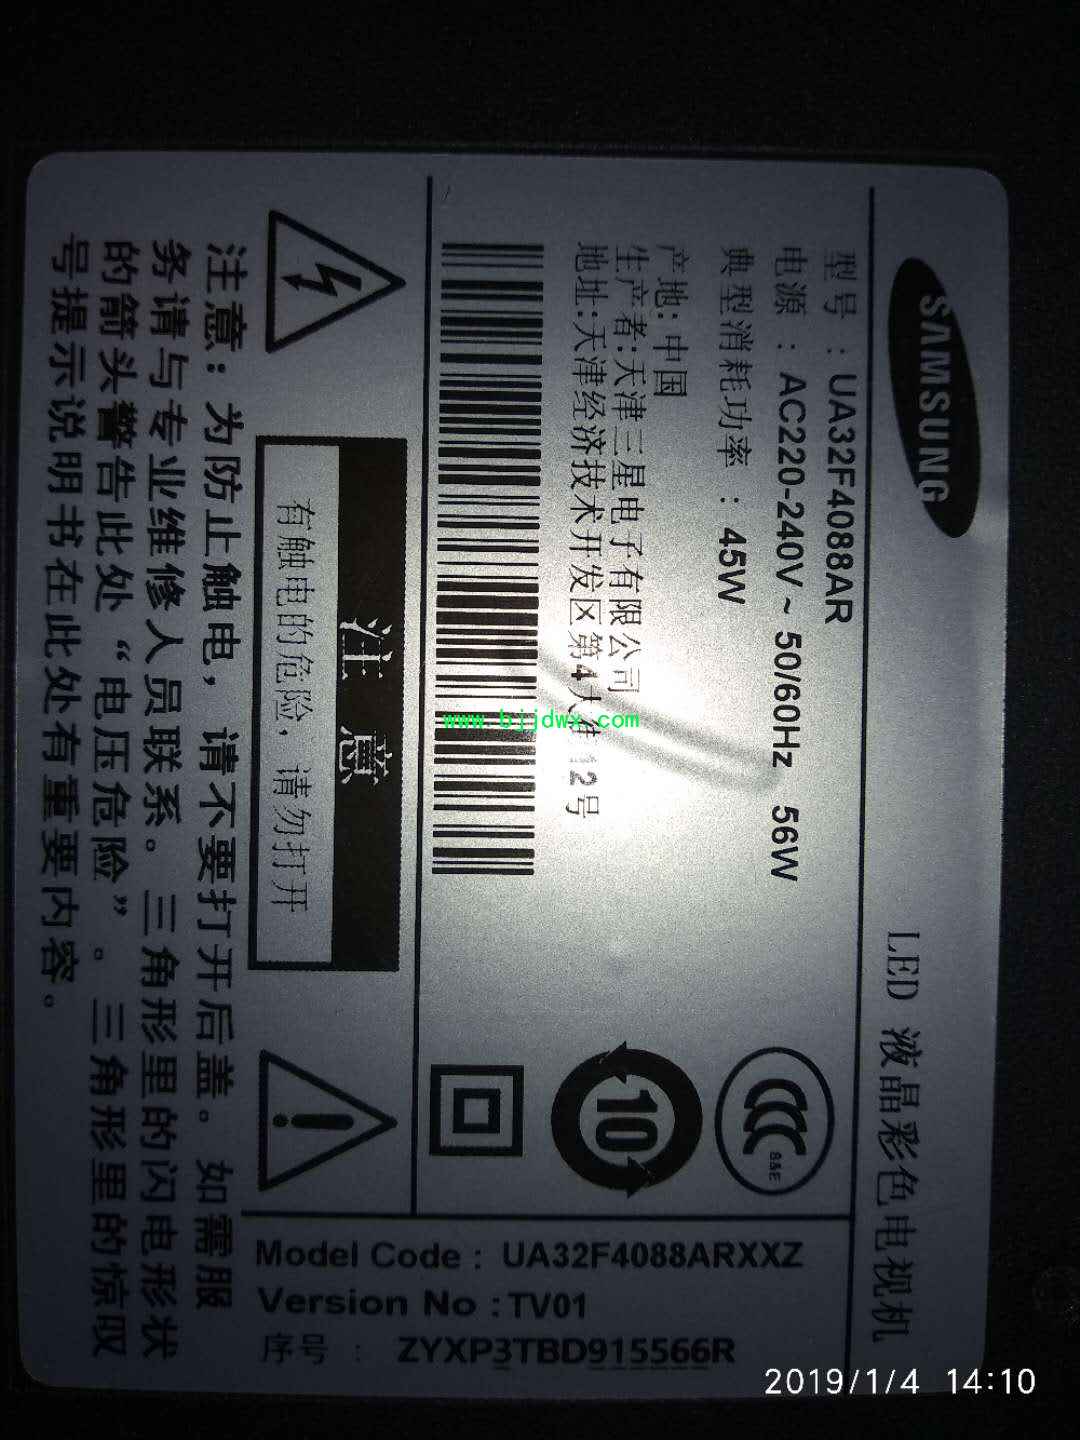 SAMSUNG
LED 液晶彩色电视机
型号 : UA32F4088AR
电源 : AC220-240V ~ 50/60Hz 56W
典型消耗功率 : 45W
产地: 中国
生产者:天津三星电子有限公司
地址:天津经济技术开发区第4大 12号
S&E
10
注 意
有触电的危险, 请勿打开
注意: 为防止触电, 请不要打开后盖。如需服
务请与专业维修人员联系。三角形里的闪电形状
的箭头警告此处“电压危险”。三角形里的惊叹
号提示说明书在此处有重要内容。
Model Code : UA32F4088ARXXZ
Version No : TV01
序号 : ZYXP3TBD915566R
www.bjjdwx.com
2019/1/4 14:10